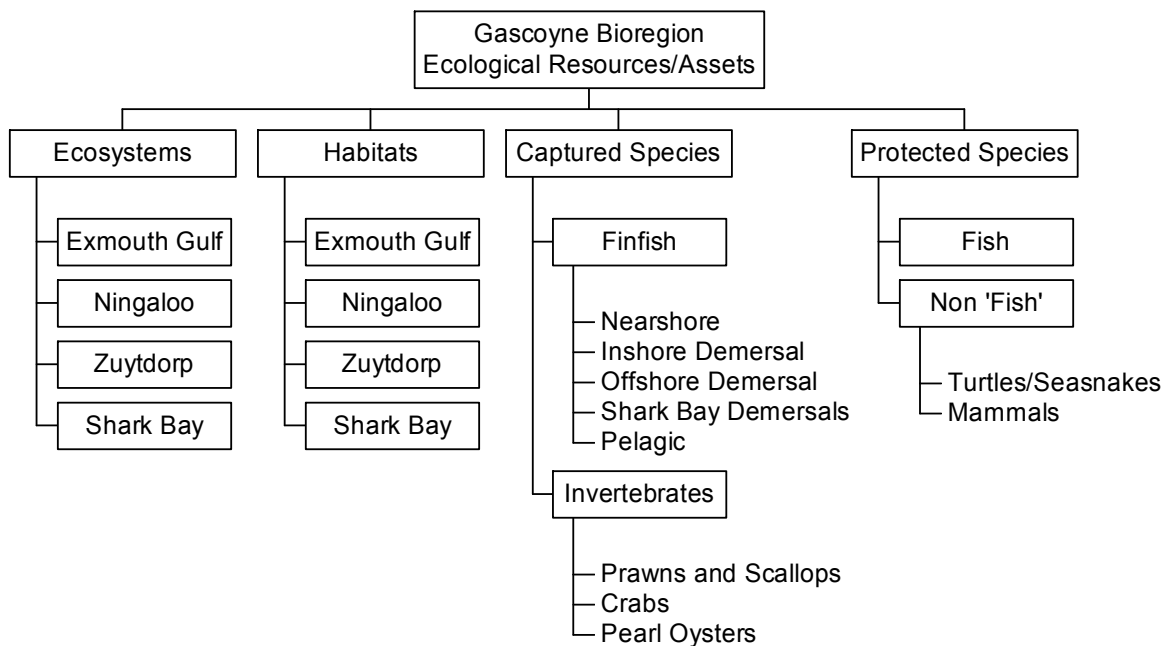 Gascoyne Bioregion
Ecological Resources/Assets
Ecosystems
Exmouth Gulf
Ningaloo
Zuytdorp
Shark Bay
Habitats
Exmouth Gulf
Ningaloo
Zuytdorp
Shark Bay
Captured Species
Finfish
Nearshore
Inshore Demersal
Offshore Demersal
Shark Bay Demersals
Pelagic
Invertebrates
Prawns and Scallops
Crabs
Pearl Oysters
Protected Species
Fish
Non 'Fish'
Turtles/Seasnakes
Mammals